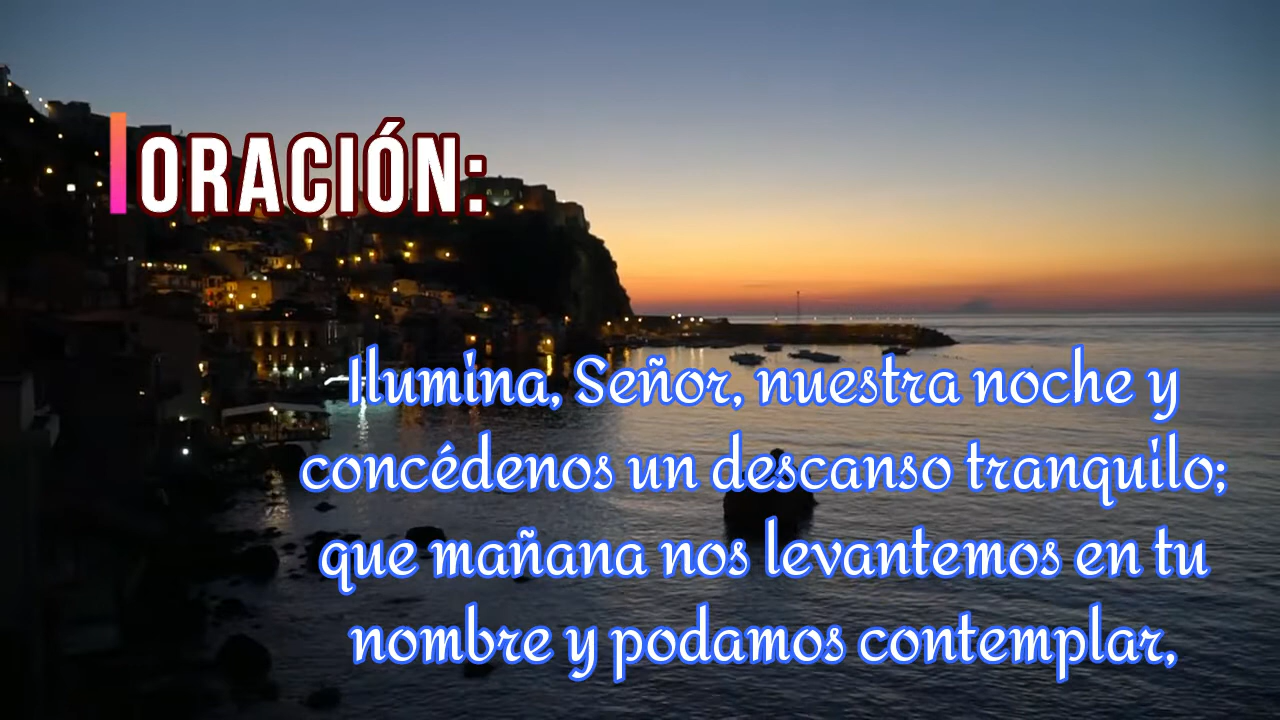 ORACIÓN:
Ilumina, Señor, nuestra noche y
concédenos un descanso tranquilo;
que mañana nos levantemos en tu
nombre y podamos contemplar,